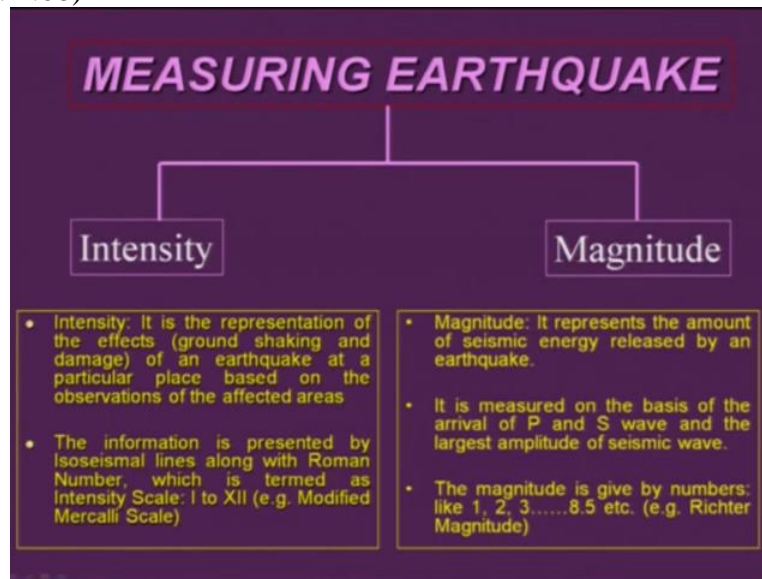 MEASURING EARTHQUAKE
Intensity
Magnitude
• Intensity: It is the representation of
the effects (ground shaking and
damage) of an earthquake at a
particular place based on the
observations of the affected areas
• The information is presented by
Isoseismal lines along with Roman
Number, which is termed as
Intensity Scale: I to XII (e.g. Modified
Mercalli Scale)
• Magnitude: It represents the amount
of seismic energy released by an
earthquake.
• It is measured on the basis of the
arrival of P and S wave and the
largest amplitude of seismic wave.
• The magnitude is give by numbers:
like 1, 2, 3......8.5 etc. (e.g. Richter
Magnitude)